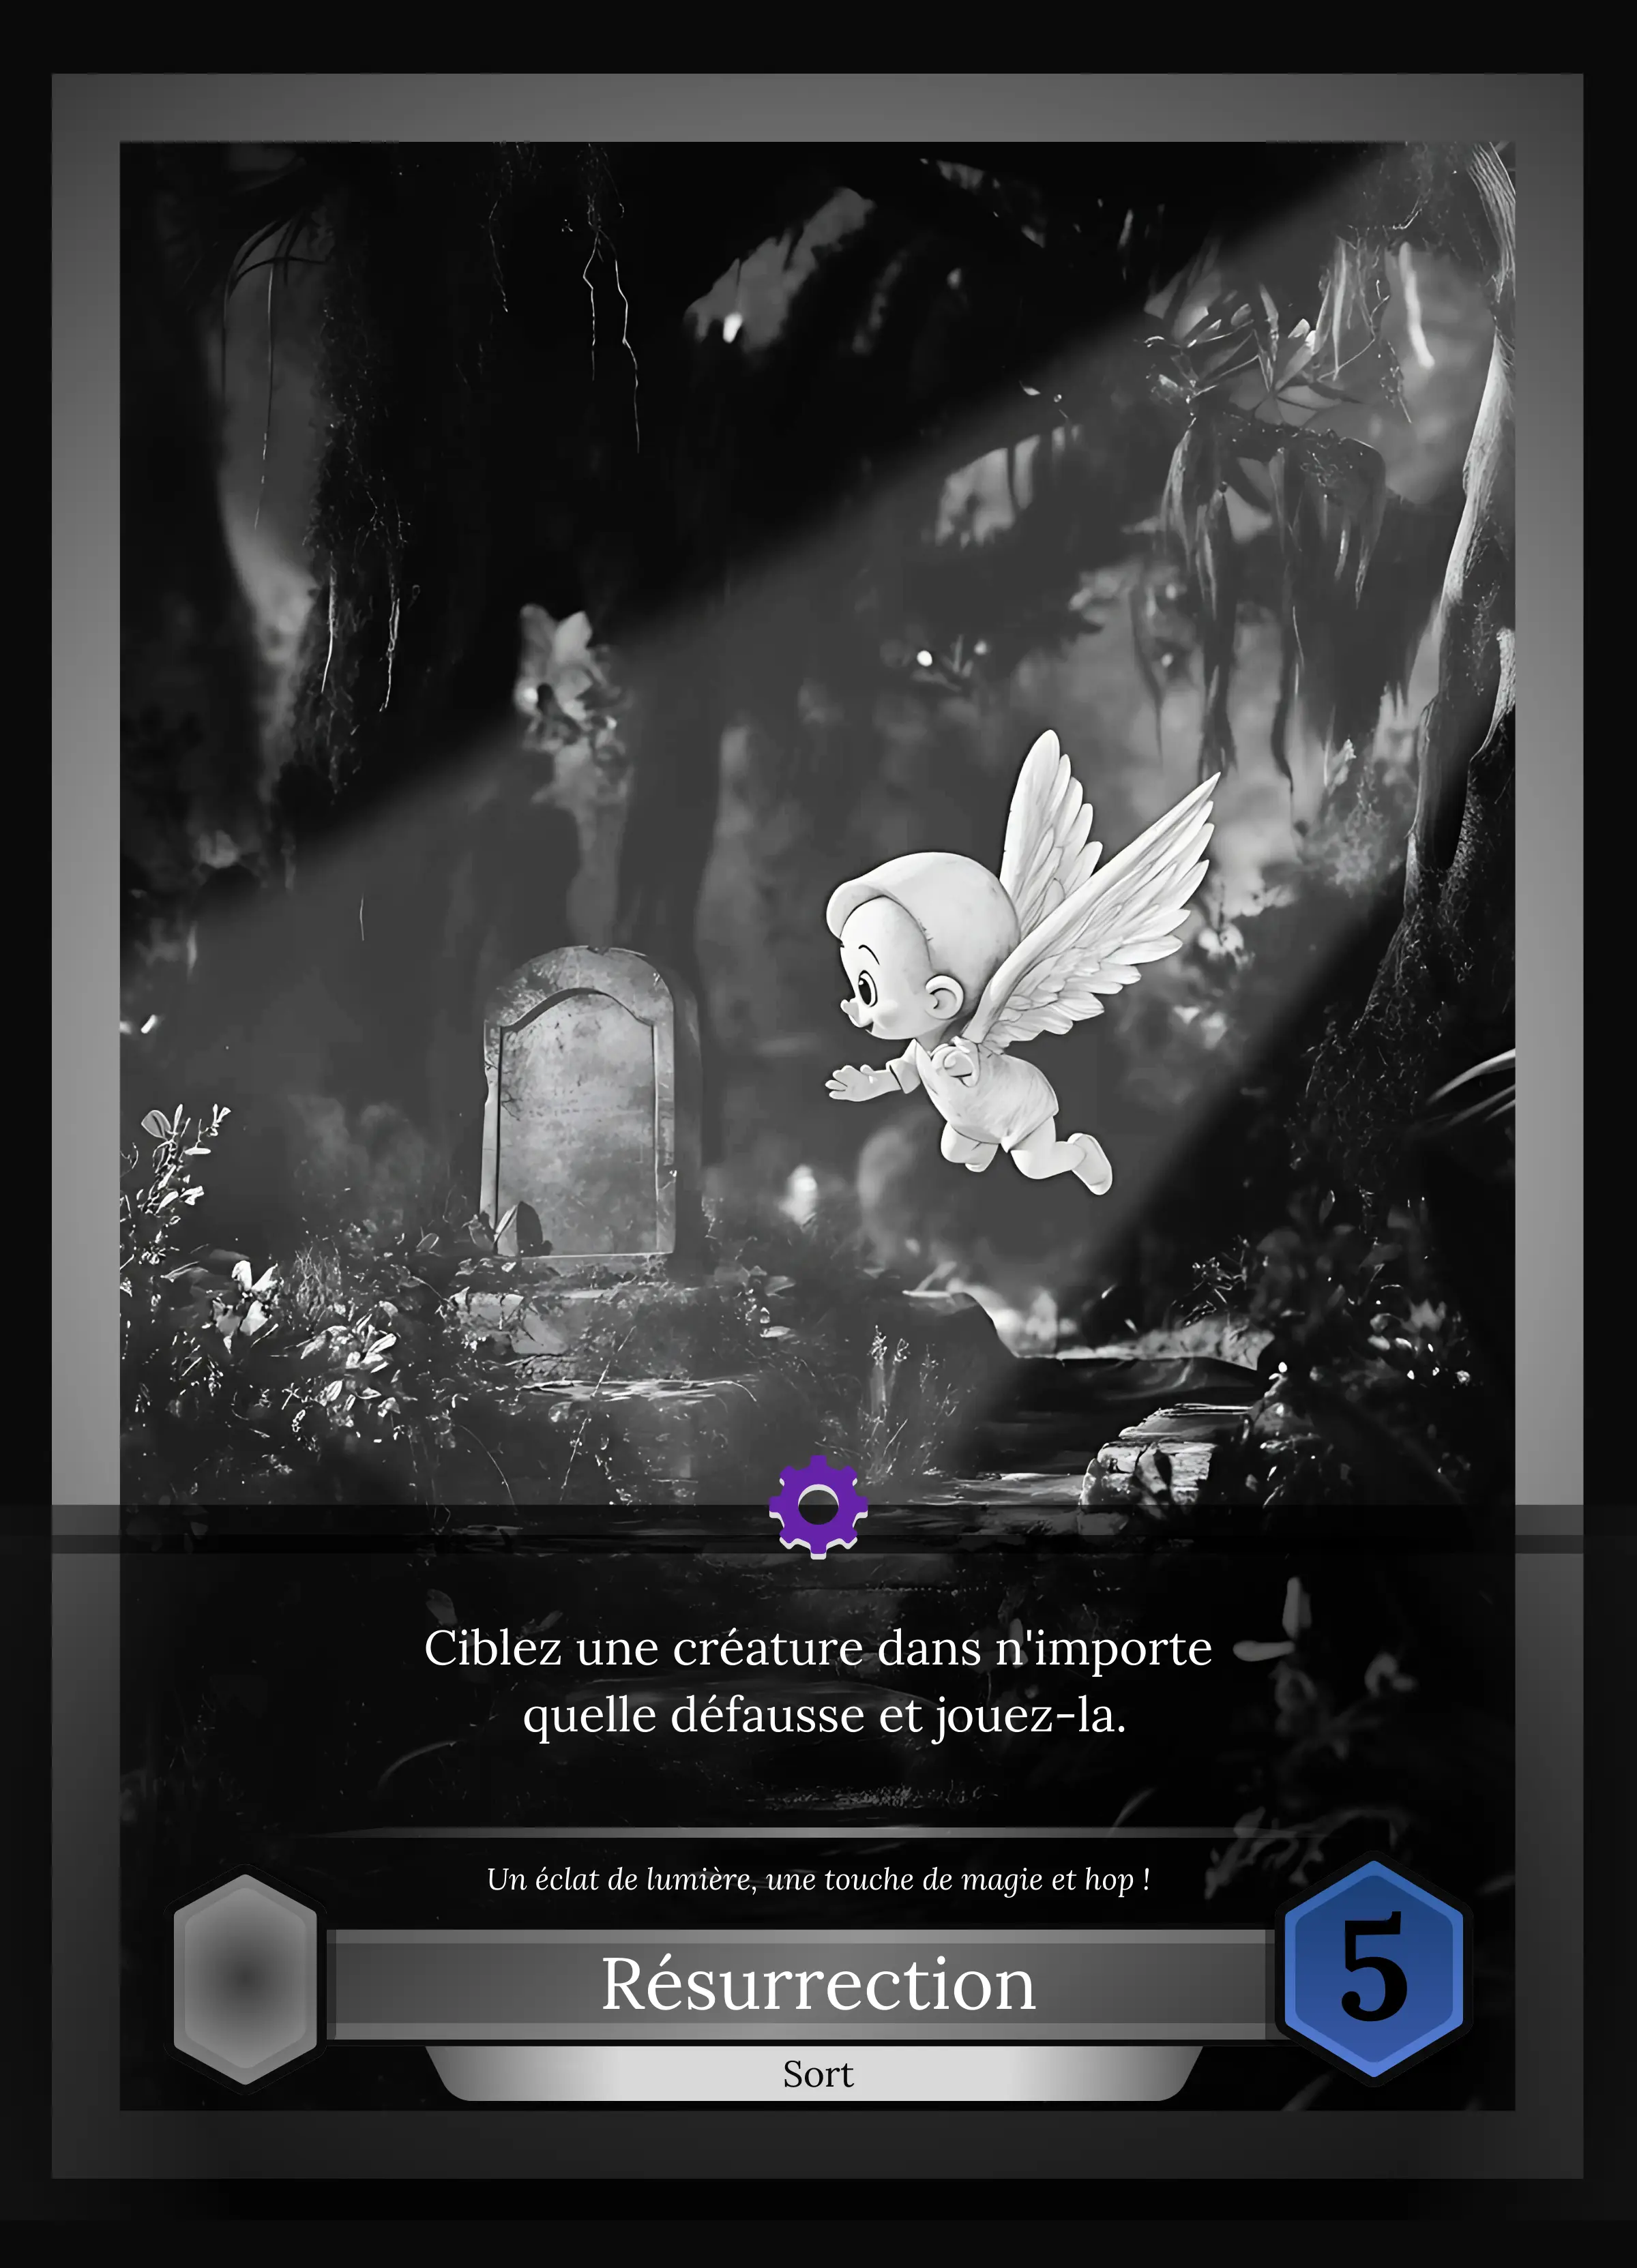 Ciblez une créature dans n'importe
quelle défausse et jouez-la.
Un éclat de lumière, une touche de magie et hop !
Résurrection
5
Sort